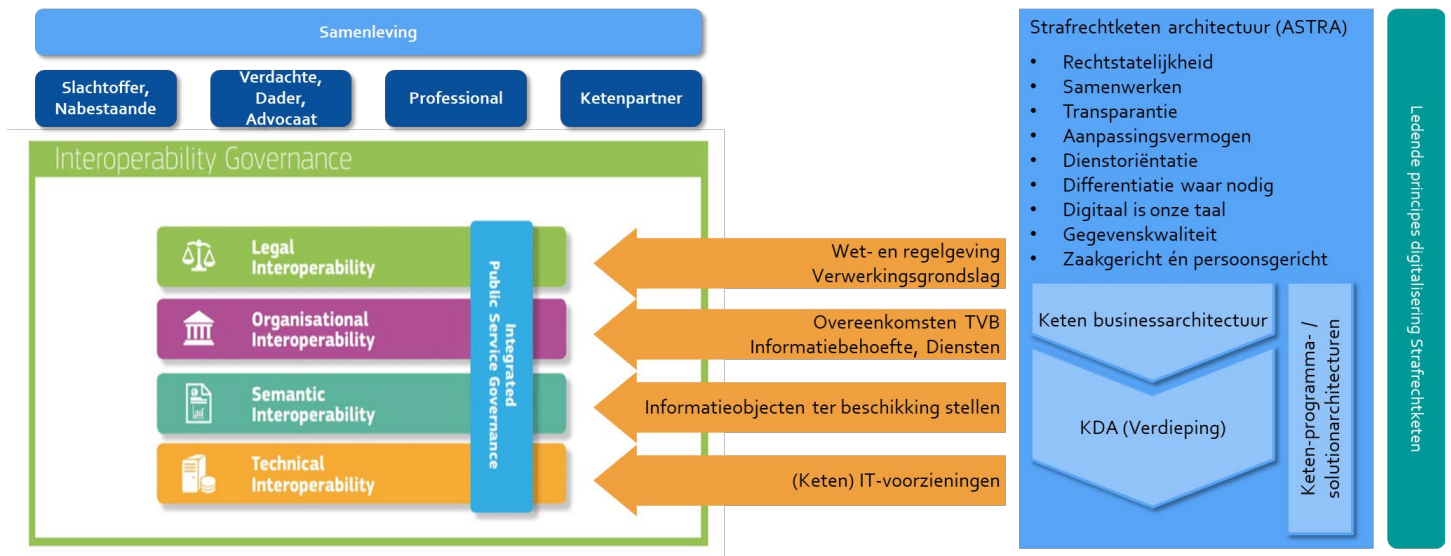 Samenleving
Slachtoffer,
Nabestaande
Verdachte,
Dader,
Advocaat
Professional
Ketenpartner
Interoperability Governance
Legal
Interoperability
Organisational
Interoperability
Semantic
Interoperability
Technical
Interoperability
Integrated
Public Service Governance
Wet- en regelgeving
Verwerkingsgrondslag
Overeenkomsten TVB
Informatiebehoefte, Diensten
Informatieobjecten ter beschikking stellen
(Keten) IT-voorzieningen
Strafrechtketen architectuur (ASTRA)
• Rechtstatelijkheid
• Samenwerken
• Transparantie
• Aanpassingsvermogen
• Dienstoriëntatie
• Differentiatie waar nodig
• Digitaal is onze taal
• Gegevenskwaliteit
• Zaakgericht én persoonsgericht
Keten businessarchitectuur
KDA (Verdieping)
Keten-programma- /
solutionarchitecturen
Ledende principes digitalisering Strafrechtketen